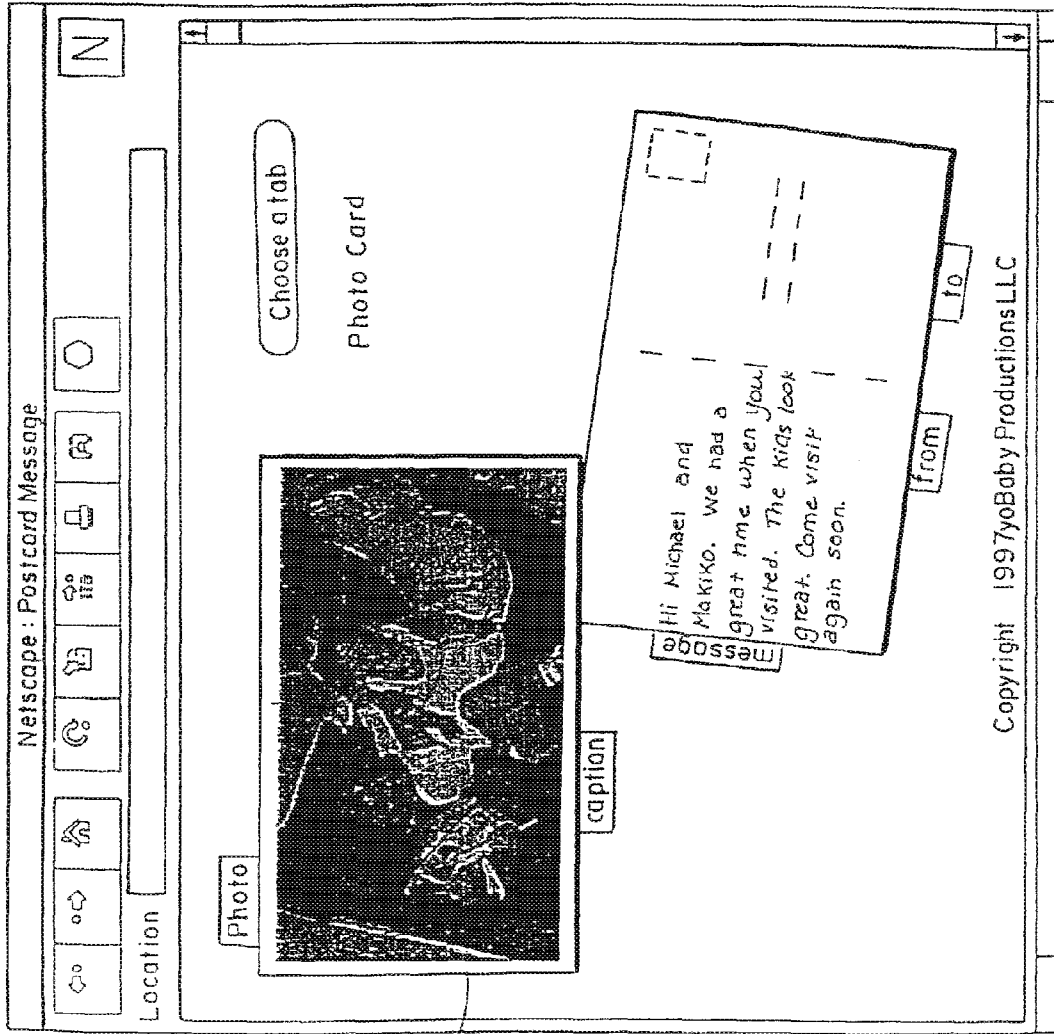 Netscape : Postcard Message
N
Location
Choose a tab
Photo Card
Photo
caption
message
Hi Michael and
Makiko. We had a
great time when you
visited. The kids look
great. Come visit
again soon.
from
to
Copyright 1997yoBaby Productions LLC